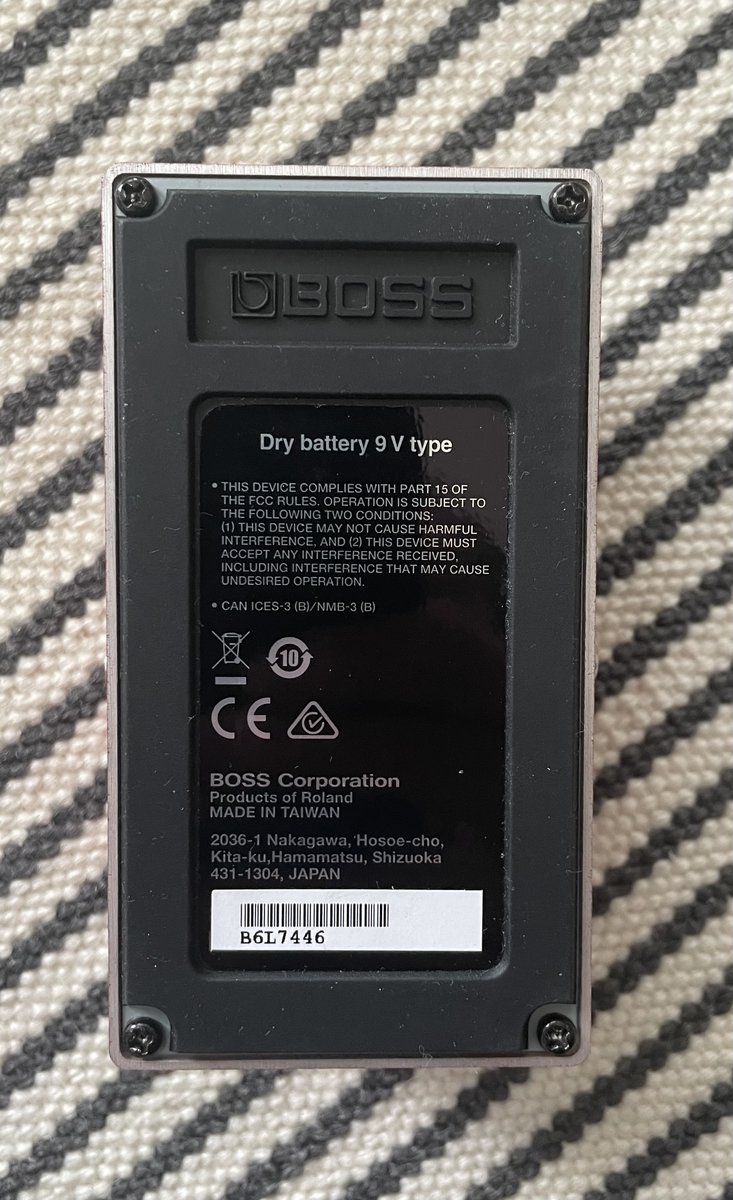 BOSS
Dry battery 9 V type
• THIS DEVICE COMPLIES WITH PART 15 OF
THE FCC RULES. OPERATION IS SUBJECT TO
THE FOLLOWING TWO CONDITIONS:
(1) THIS DEVICE MAY NOT CAUSE HARMFUL
INTERFERENCE, AND (2) THIS DEVICE MUST
ACCEPT ANY INTERFERENCE RECEIVED,
INCLUDING INTERFERENCE THAT MAY CAUSE
UNDESIRED OPERATION.
• CAN ICES-3 (B)/NMB-3 (B)
10
CE
BOSS Corporation
Products of Roland
MADE IN TAIWAN
2036-1 Nakagawa, Hosoe-cho,
Kita-ku,Hamamatsu, Shizuoka
431-1304, JAPAN
B6L7446